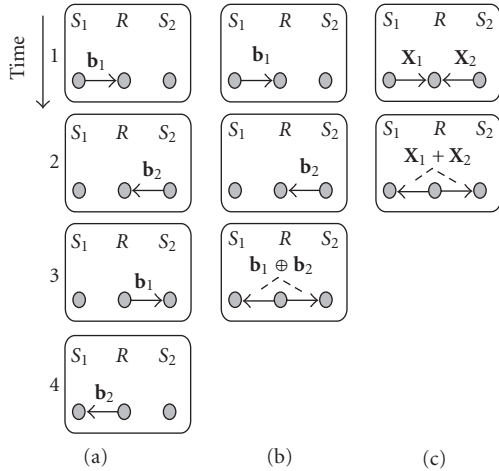 Time
1
S₁ R S₂
b₁
S₁ R S₂
b₁
S₁ R S₂
X₁ X₂
2
S₁ R S₂
b₂
S₁ R S₂
b₂
S₁ R S₂
X₁ + X₂
3
S₁ R S₂
b₁
S₁ R S₂
b₁ ⊕ b₂
4
S₁ R S₂
b₂
(a) (b) (c)